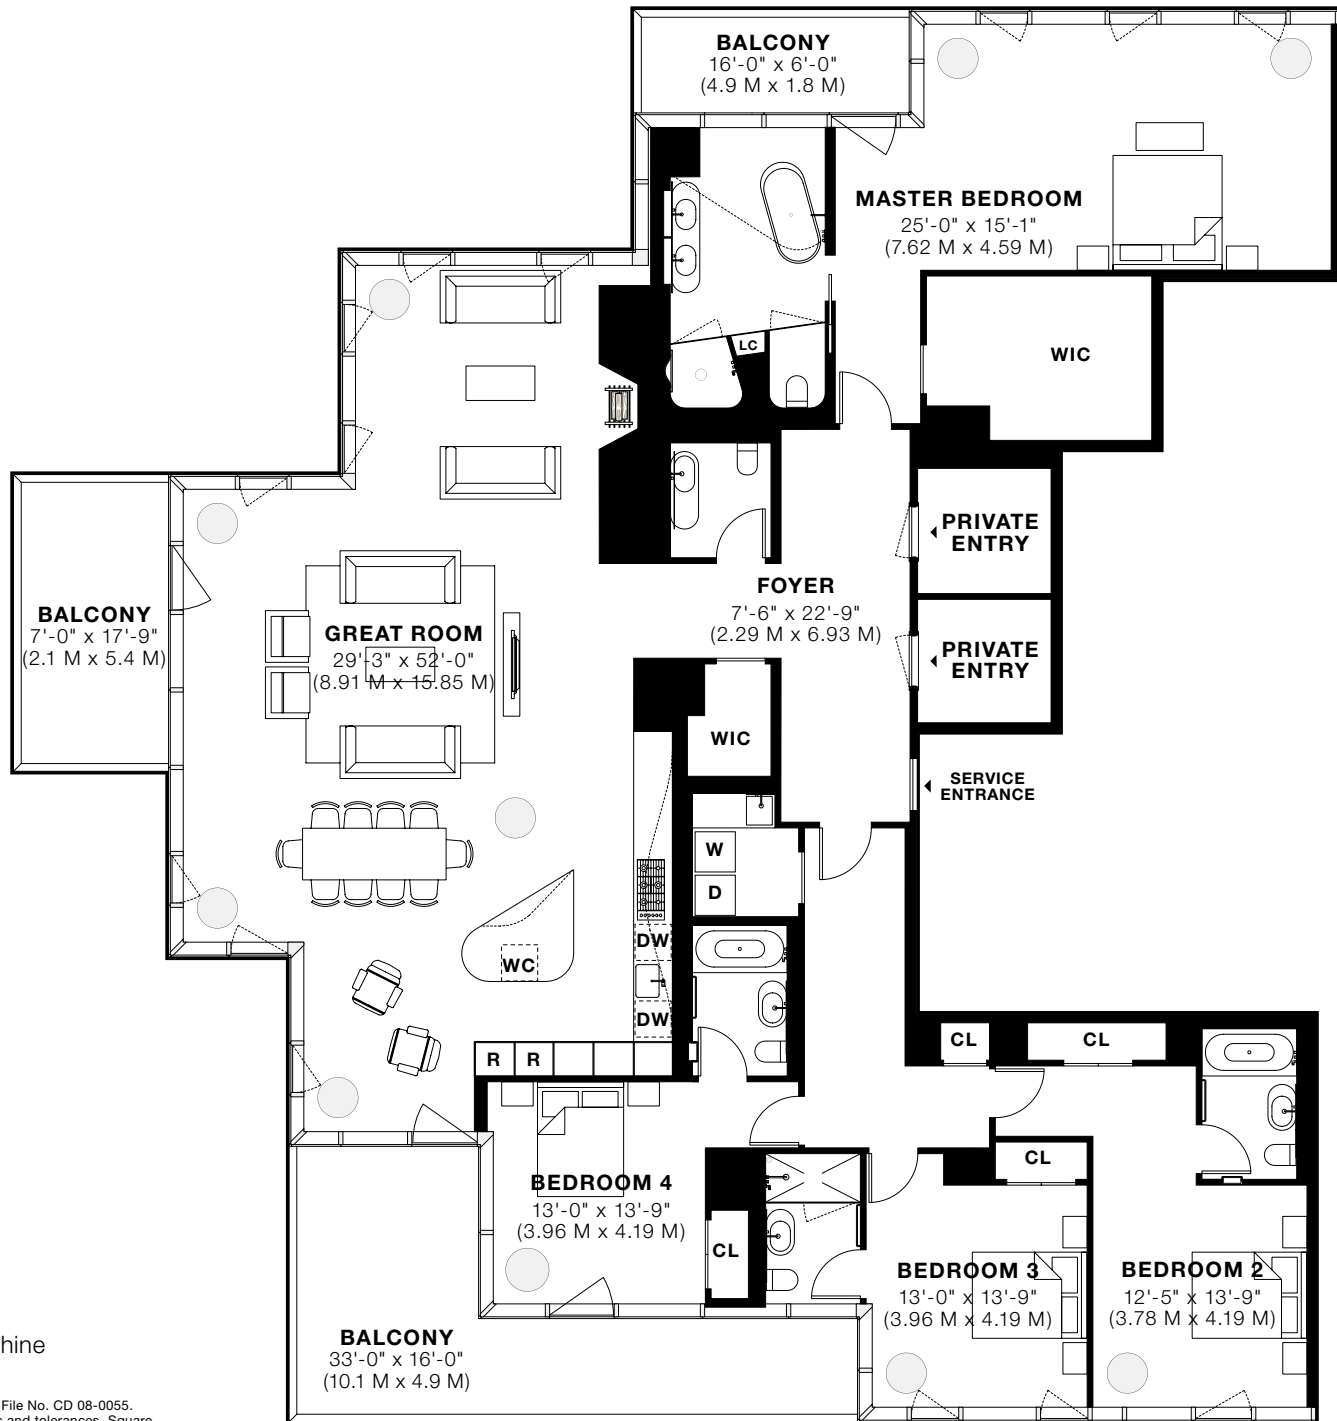 BALCONY
16'-0" x 6'-0"
(4.9 M x 1.8 M)
MASTER BEDROOM
25'-0" x 15'-1"
(7.62 M x 4.59 M)
LC
WIC
PRIVATE
ENTRY
FOYER
7'-6" x 22'-9"
(2.29 M x 6.93 M)
BALCONY
7'-0" x 17'-9"
(2.1 M x 5.4 M)
GREAT ROOM
29'-3" x 52'-0"
(8.91 M x 15.85 M)
PRIVATE
ENTRY
WIC
SERVICE
ENTRANCE
W
D
DW
WC
DW
R
R
CL
CL
CL
BEDROOM 4
13'-0" x 13'-9"
(3.96 M x 4.19 M)
CL
BEDROOM 3
13'-0" x 13'-9"
(3.96 M x 4.19 M)
BEDROOM 2
12'-5" x 13'-9"
(3.78 M x 4.19 M)
BALCONY
33'-0" x 16'-0"
(10.1 M x 4.9 M)
hine
File No. CD 08-0055.
and tolerances. Square